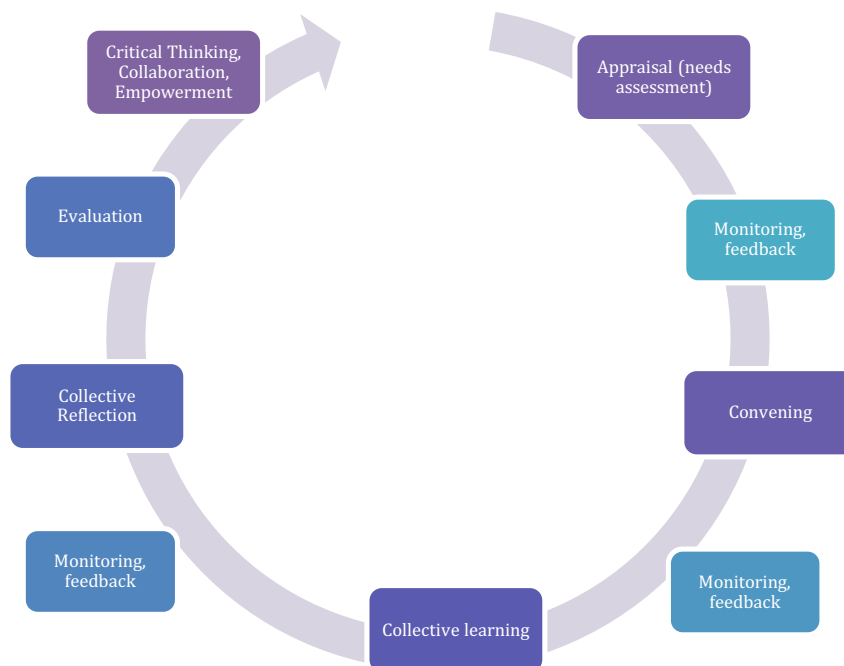 Appraisal (needs
assessment)
Monitoring,
feedback
Convening
Monitoring,
feedback
Collective learning
Monitoring,
feedback
Collective
Reflection
Evaluation
Critical Thinking,
Collaboration,
Empowerment